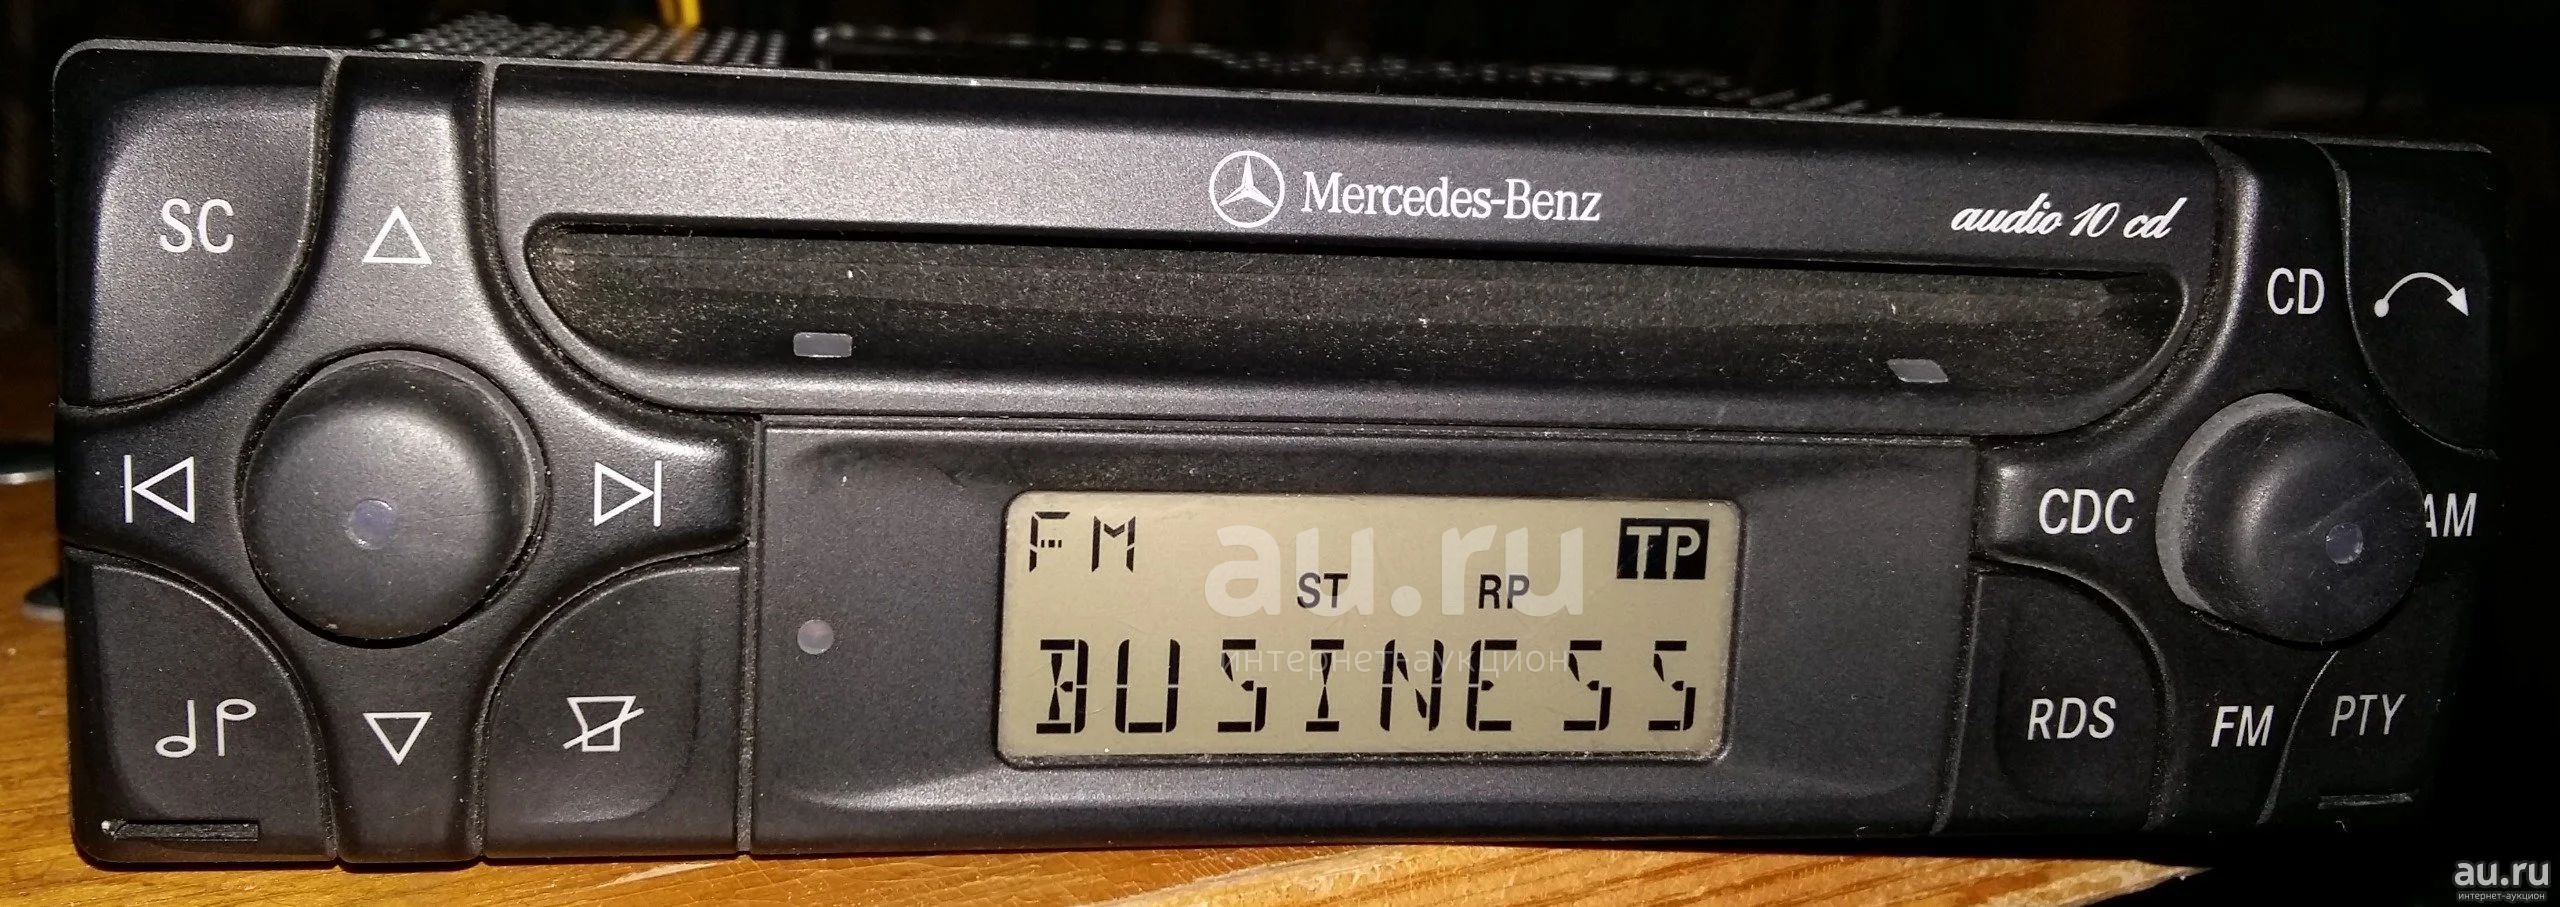 SC
Mercedes-Benz
audio 10 cd
CD
CDC
AM
FM
TP
ST RP
BUSINESS
RDS
FM
PTY
au.ru
интернет-аукцион
au.ru
интернет-аукцион